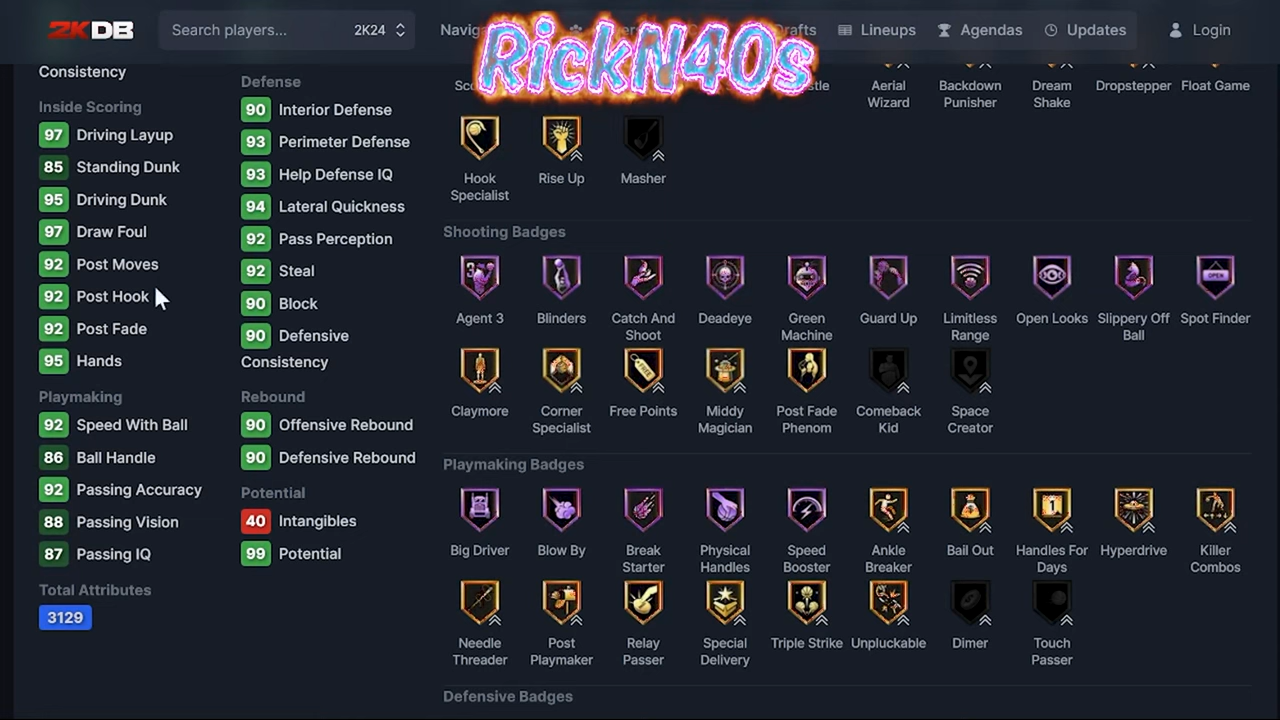 2KDB
Search players...
2K24
RickN40s
Lineups
Agendas
Updates
Login
Consistency
Inside Scoring
97 Driving Layup
85 Standing Dunk
95 Driving Dunk
97 Draw Foul
92 Post Moves
92 Post Hook
92 Post Fade
95 Hands
Playmaking
92 Speed With Ball
86 Ball Handle
92 Passing Accuracy
88 Passing Vision
87 Passing IQ
Total Attributes
3129
Defense
90 Interior Defense
93 Perimeter Defense
93 Help Defense IQ
94 Lateral Quickness
92 Pass Perception
92 Steal
90 Block
90 Defensive
Consistency
Rebound
90 Offensive Rebound
90 Defensive Rebound
Potential
40 Intangibles
99 Potential
Aerial
Wizard
Backdown
Punisher
Dream
Shake
Dropstepper
Float Game
Hook
Specialist
Rise Up
Masher
Shooting Badges
Agent 3
Blinders
Catch And
Shoot
Deadeye
Green
Machine
Guard Up
Limitless
Range
Open Looks
Slippery Off
Ball
OPEN
Spot Finder
Claymore
Corner
Specialist
Free Points
Middy
Magician
Post Fade
Phenom
Comeback
Kid
Space
Creator
Playmaking Badges
Big Driver
Blow By
Break
Starter
Physical
Handles
Speed
Booster
Ankle
Breaker
Bail Out
Handles For
Days
Hyperdrive
Killer
Combos
Needle
Threader
Post
Playmaker
Relay
Passer
Special
Delivery
Triple Strike
Unpluckable
Dimer
Touch
Passer
Defensive Badges